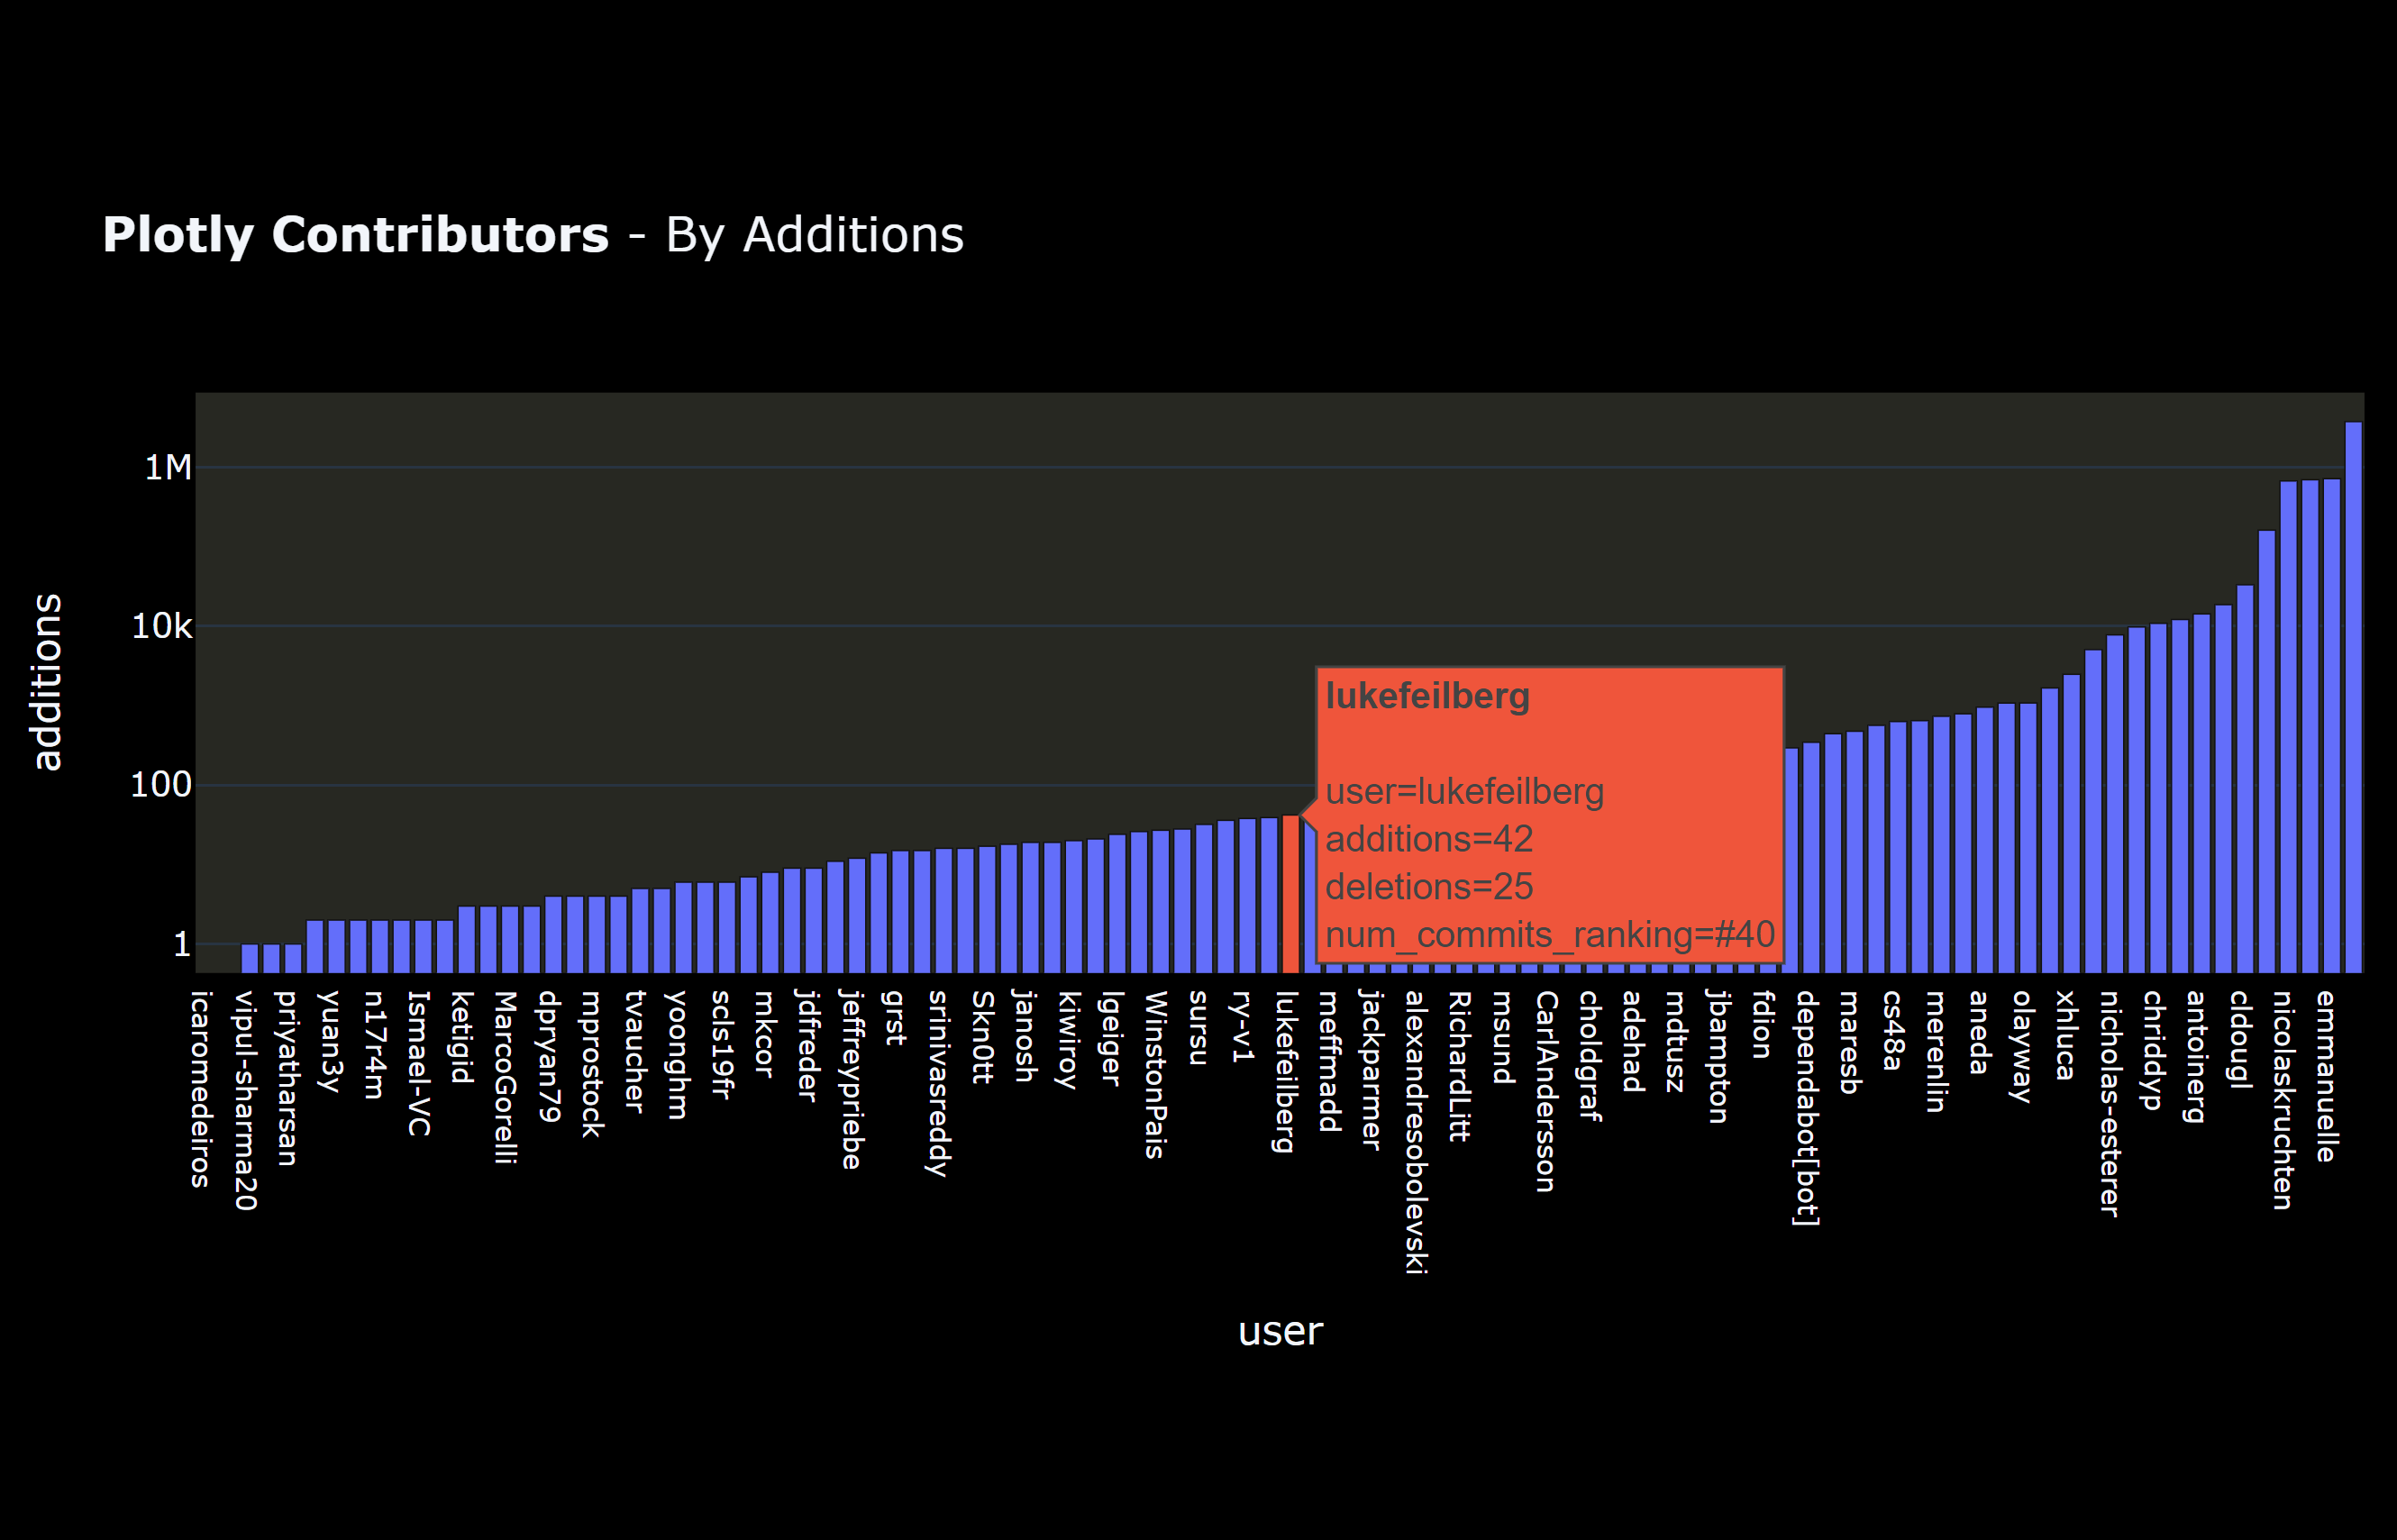 Plotly Contributors - By Additions
1M
10k
100
1
additions
lukefeilberg
user=lukefeilberg
additions=42
deletions=25
num_commits_ranking=#40
icaromedeiros
vipul-sharma20
priyatharsan
yuan3y
n17r4m
Ismael-VC
ketigid
MarcoGorelli
dpryan79
mprostock
tvaucher
yoonghm
scls19fr
mkcor
jdfreder
jeffreypriebe
grst
srinivasreddy
Skn0tt
janosh
kiwiroy
lgeiger
WinstonPais
sursu
ry-v1
lukefeilberg
meffmadd
jackparmer
alexandresobolevski
RichardLitt
msund
CarlAndersson
choldgraf
adehad
mdtusz
jbampton
fdion
dependabot[bot]
maresb
cs48a
merenlin
aneda
olayway
xhluca
nicholas-esterer
chriddyp
antoinerg
cldougl
nicolaskruchten
emmanuelle
user